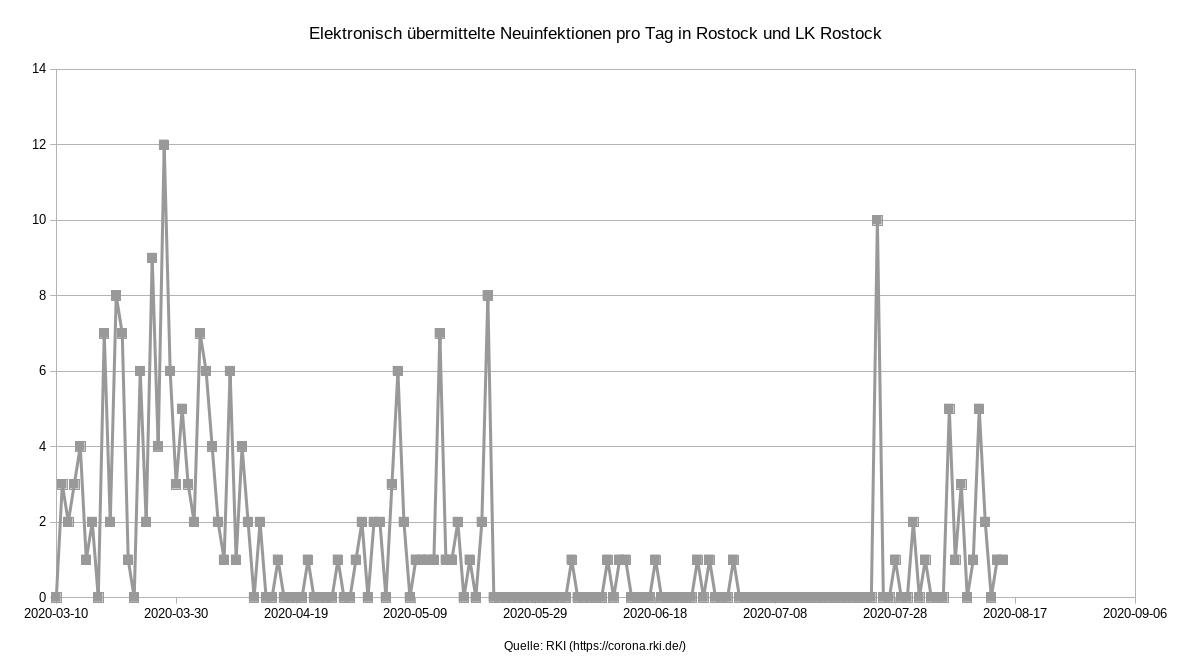 Elektronisch übermittelte Neuinfektionen pro Tag in Rostock und LK Rostock
14
12
10
8
6
4
2
0
2020-03-10 2020-03-30 2020-04-19 2020-05-09 2020-05-29 2020-06-18 2020-07-08 2020-07-28 2020-08-17 2020-09-06
Quelle: RKI (https://corona.rki.de/)